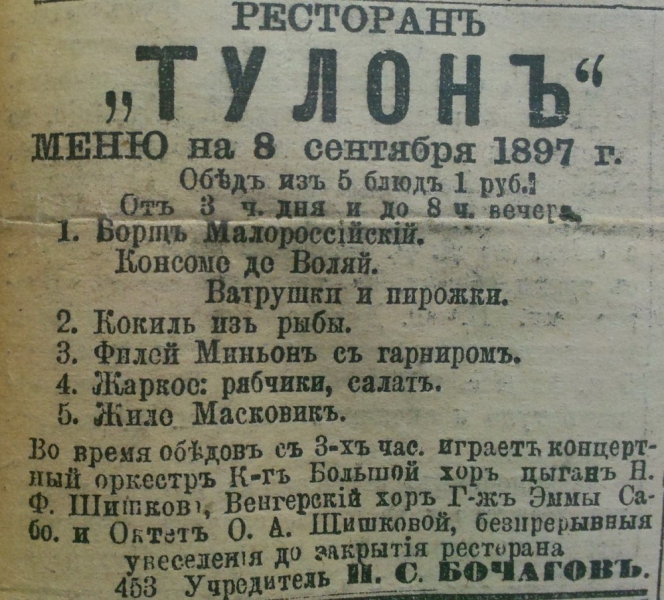 РЕСТОРАНЪ
„ТУЛОНЪ“
МЕНЮ на 8 сентября 1897 г.
Обѣдъ изъ 5 блюдъ 1 руб.
Отъ 3 ч. дня и до 8 ч. вечера
1. Борщъ Малороссійскій.
Консоме де Воляй.
Ватрушки и пирожки.
2. Кокиль изъ рыбы.
3. Филей Миньонъ съ гарниромъ.
4. Жаркое: рябчики, салатъ.
5. Желе Масковикъ.
Во время обѣдовъ съ 3-хъ час. играетъ концерт-
ный оркестръ К-гъ Большой хоръ цыганъ Н.
Ф. Шишкова, Венгерскій хоръ Г-жъ Эммы Са-
бо. и Октетъ О. А. Шишковой, безпрерывныя
увеселенія до закрытія ресторана
453 Учредитель И. С. БОЧАГОВЪ.